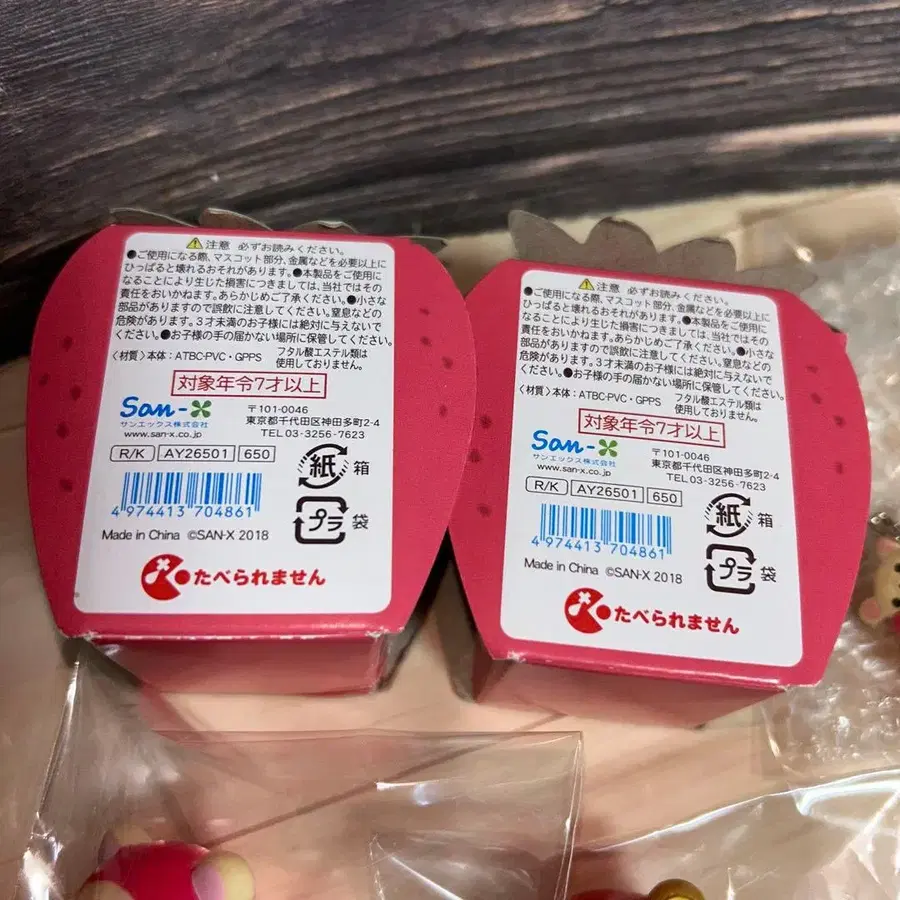 ⚠注意 必ずお読みください。
●ご使用になる際、マスコット部分、金属などを必要以上に
ひっぱると壊れるおそれがあります。●本製品をご使用に
なることにより生じた損害につきましては、当社ではその
責任をおいかねます。あらかじめご了承ください。●小さな
部品がありますので誤飲に注意してください。窒息などの
危険があります。3才未満のお子様には絶対に与えないで
ください。●お子様の手の届かない場所に保管してください。
〈材質〉本体：ATBC-PVC・GPPS
フタル酸エステル類は
使用しておりません。
対象年令7才以上
San-X
サンエックス株式会社
www.san-x.co.jp
〒101-0046
東京都千代田区神田多町2-4
TEL 03-3256-7623
R/K AY26501 650
紙 箱
4 974413 704861
プラ 袋
Made in China ©SAN-X 2018
たべられません
⚠注意 必ずお読みください。
●ご使用になる際、マスコット部分、金属などを必要以上に
ひっぱると壊れるおそれがあります。●本製品をご使用に
なることにより生じた損害につきましては、当社ではその
責任をおいかねます。あらかじめご了承ください。●小さな
部品がありますので誤飲に注意してください。窒息などの
危険があります。3才未満のお子様には絶対に与えないで
ください。●お子様の手の届かない場所に保管してください。
〈材質〉本体：ATBC-PVC・GPPS
フタル酸エステル類は
使用しておりません。
対象年令7才以上
San-X
サンエックス株式会社
www.san-x.co.jp
〒101-0046
東京都千代田区神田多町2-4
TEL 03-3256-7623
R/K AY26501 650
紙 箱
4 974413 704861
プラ 袋
Made in China ©SAN-X 2018
たべられません